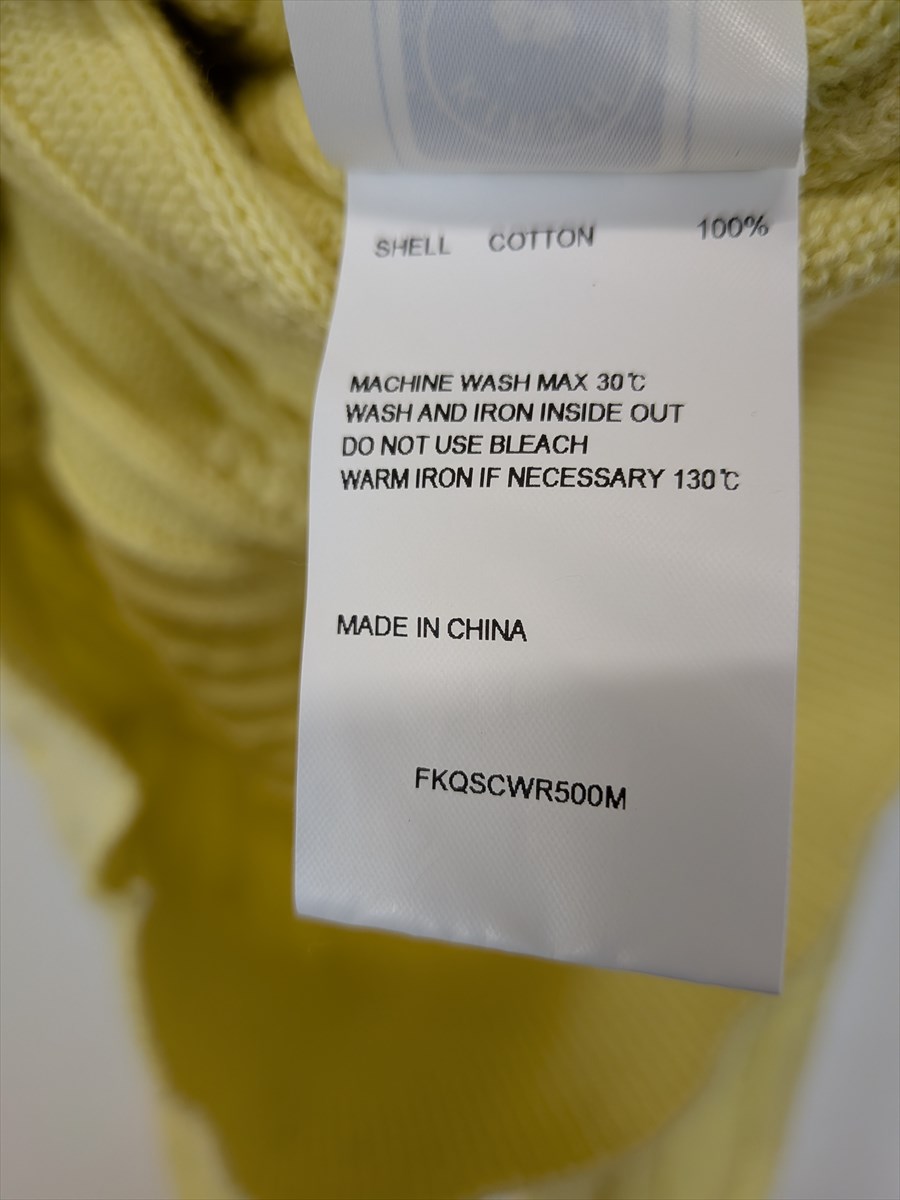 SHELL COTTON 100%
MACHINE WASH MAX 30℃
WASH AND IRON INSIDE OUT
DO NOT USE BLEACH
WARM IRON IF NECESSARY 130℃
MADE IN CHINA
FKQSCWR500M